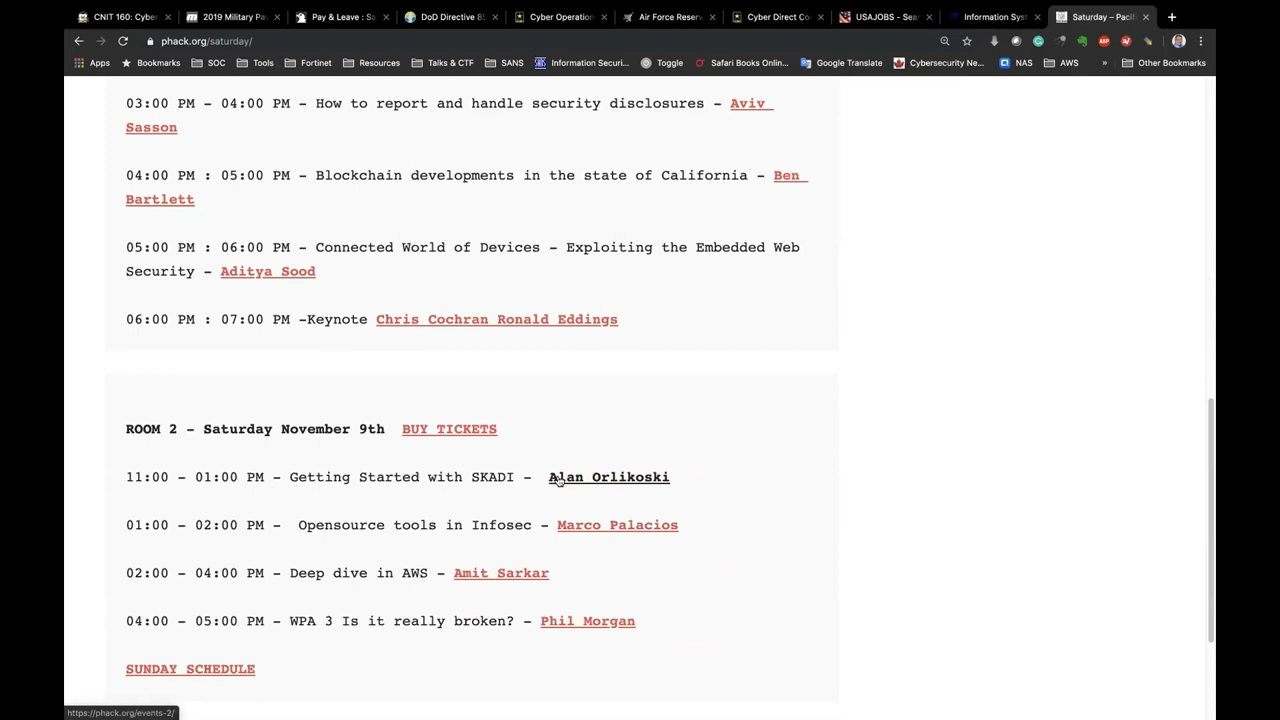 CNIT 160: Cyber
2019 Military Pay
Pay & Leave : Sa
DoD Directive 85
Cyber Operation
Air Force Reserv
Cyber Direct Co
USAJOBS - Sear
Information Syst
Saturday – Pacif
phack.org/saturday/
Apps
Bookmarks
SOC
Tools
Fortinet
Resources
Talks & CTF
SANS
Information Securi...
Toggle
Safari Books Onlin...
Google Translate
Cybersecurity Ne...
NAS
AWS
»
Other Bookmarks
03:00 PM – 04:00 PM – How to report and handle security disclosures – Aviv
Sasson
04:00 PM : 05:00 PM – Blockchain developments in the state of California – Ben
Bartlett
05:00 PM : 06:00 PM – Connected World of Devices – Exploiting the Embedded Web
Security – Aditya Sood
06:00 PM : 07:00 PM –Keynote Chris Cochran Ronald Eddings
ROOM 2 – Saturday November 9th BUY TICKETS
11:00 – 01:00 PM – Getting Started with SKADI – Alan Orlikoski
01:00 – 02:00 PM – Opensource tools in Infosec – Marco Palacios
02:00 – 04:00 PM – Deep dive in AWS – Amit Sarkar
04:00 – 05:00 PM – WPA 3 Is it really broken? – Phil Morgan
SUNDAY SCHEDULE
https://phack.org/events-2/